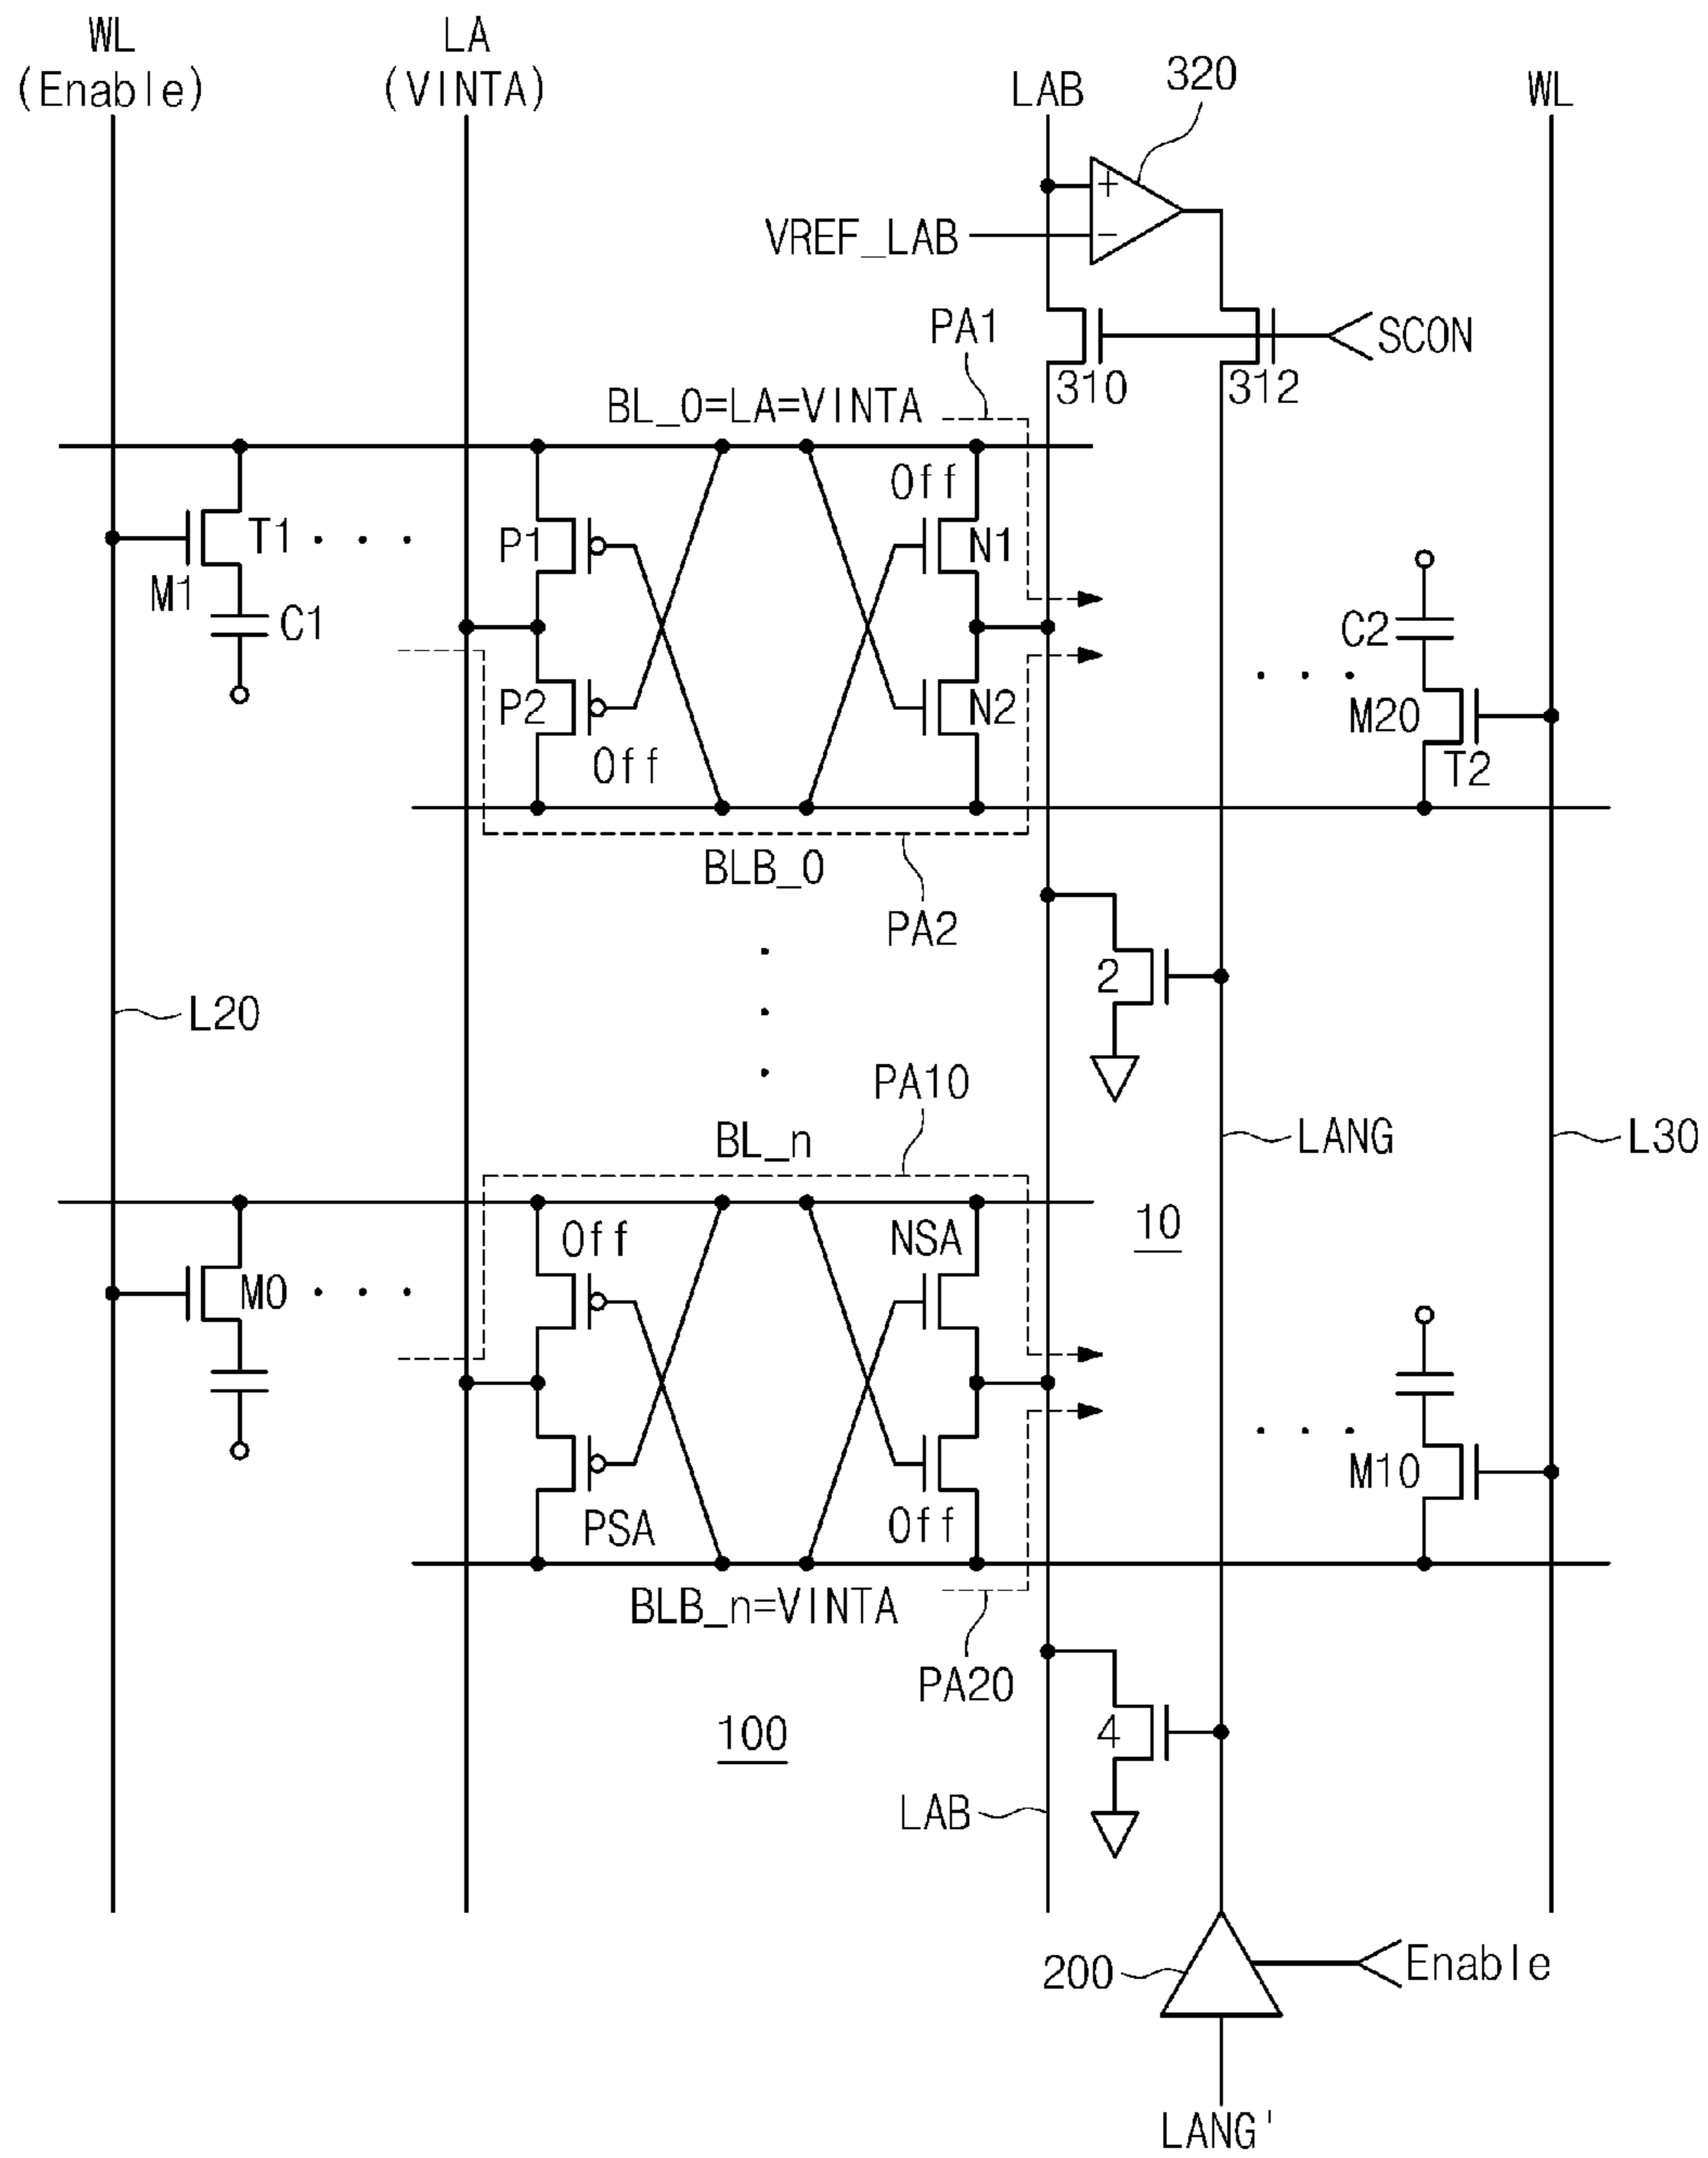 WL
(Enable)
LA
(VINTA)
LAB
320
WL
VREF_LAB
+
−
PA1
SCON
310
312
BL_0=LA=VINTA
Off
T1
P1
N1
M1
C1
C2
P2
N2
M20
Off
T2
BLB_0
PA2
2
L20
PA10
BL_n
LANG
L30
Off
NSA
10
M0
M10
PSA
Off
BLB_n=VINTA
PA20
100
4
LAB
200
Enable
LANG'